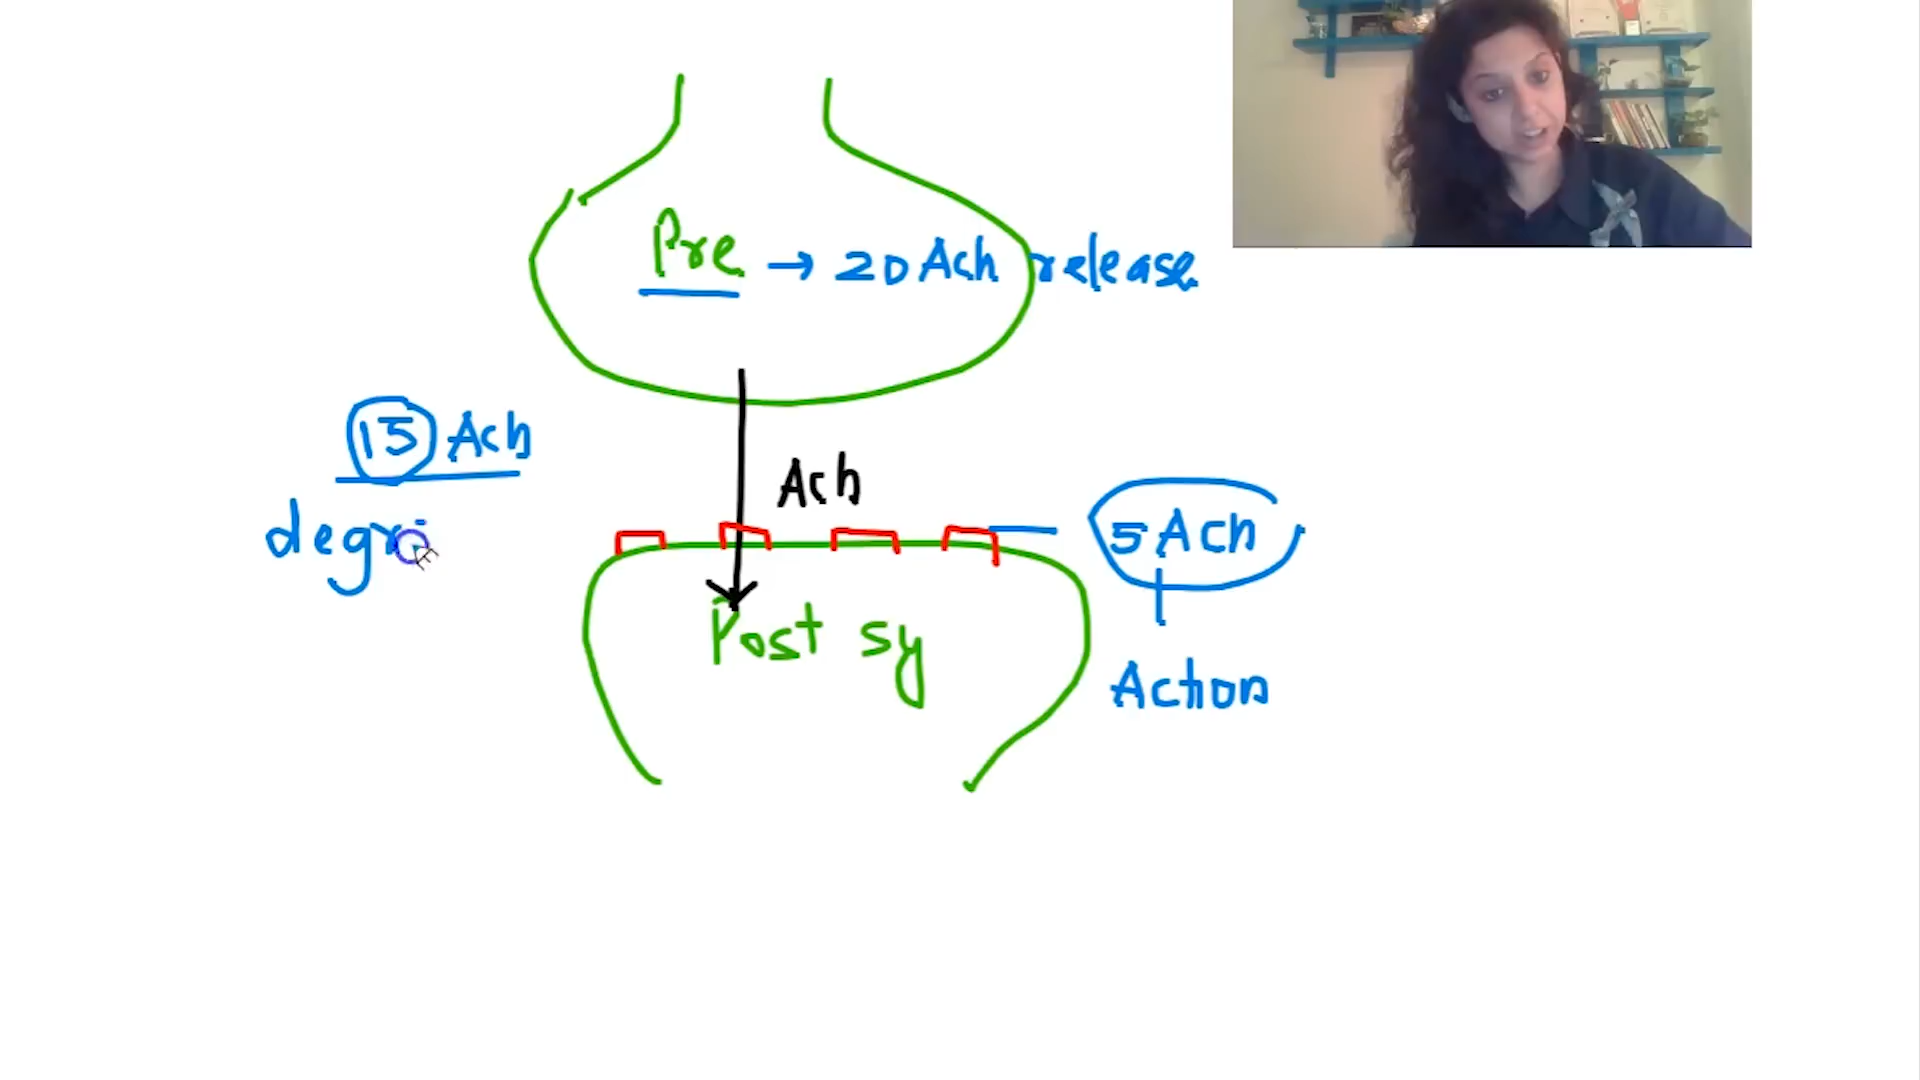 Pre → 20 Ach release
15 Ach
Ach
degr
5 Ach
Post sy
Action